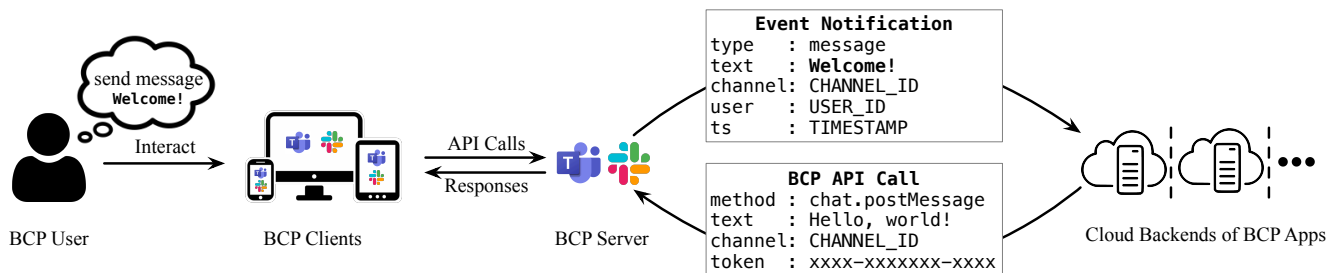 send message
Welcome!
Interact
BCP User
BCP Clients
API Calls
Responses
T
T
T
T
BCP Server
Event Notification
type   : message
text   : Welcome!
channel: CHANNEL_ID
user   : USER_ID
ts     : TIMESTAMP
BCP API Call
method : chat.postMessage
text   : Hello, world!
channel: CHANNEL_ID
token  : xxxx-xxxxxxx-xxxx
Cloud Backends of BCP Apps